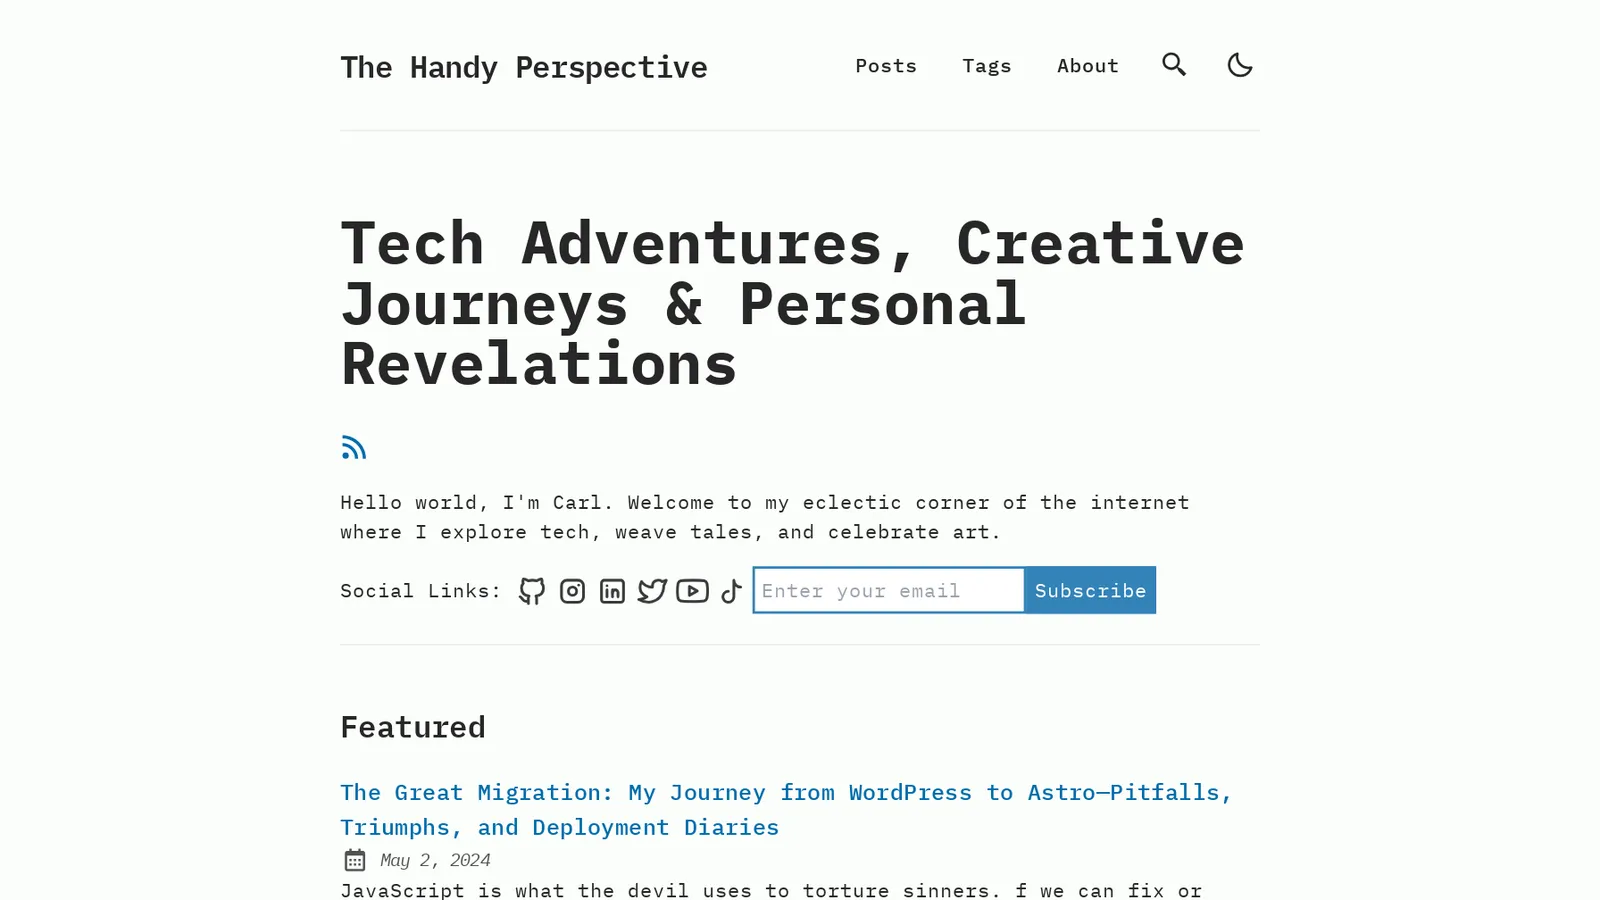 The Handy Perspective
Posts
Tags
About
Tech Adventures, Creative
Journeys & Personal
Revelations
Hello world, I'm Carl. Welcome to my eclectic corner of the internet
where I explore tech, weave tales, and celebrate art.
Social Links:
Enter your email
Subscribe
Featured
The Great Migration: My Journey from WordPress to Astro—Pitfalls,
Triumphs, and Deployment Diaries
May 2, 2024
JavaScript is what the devil uses to torture sinners. f we can fix or